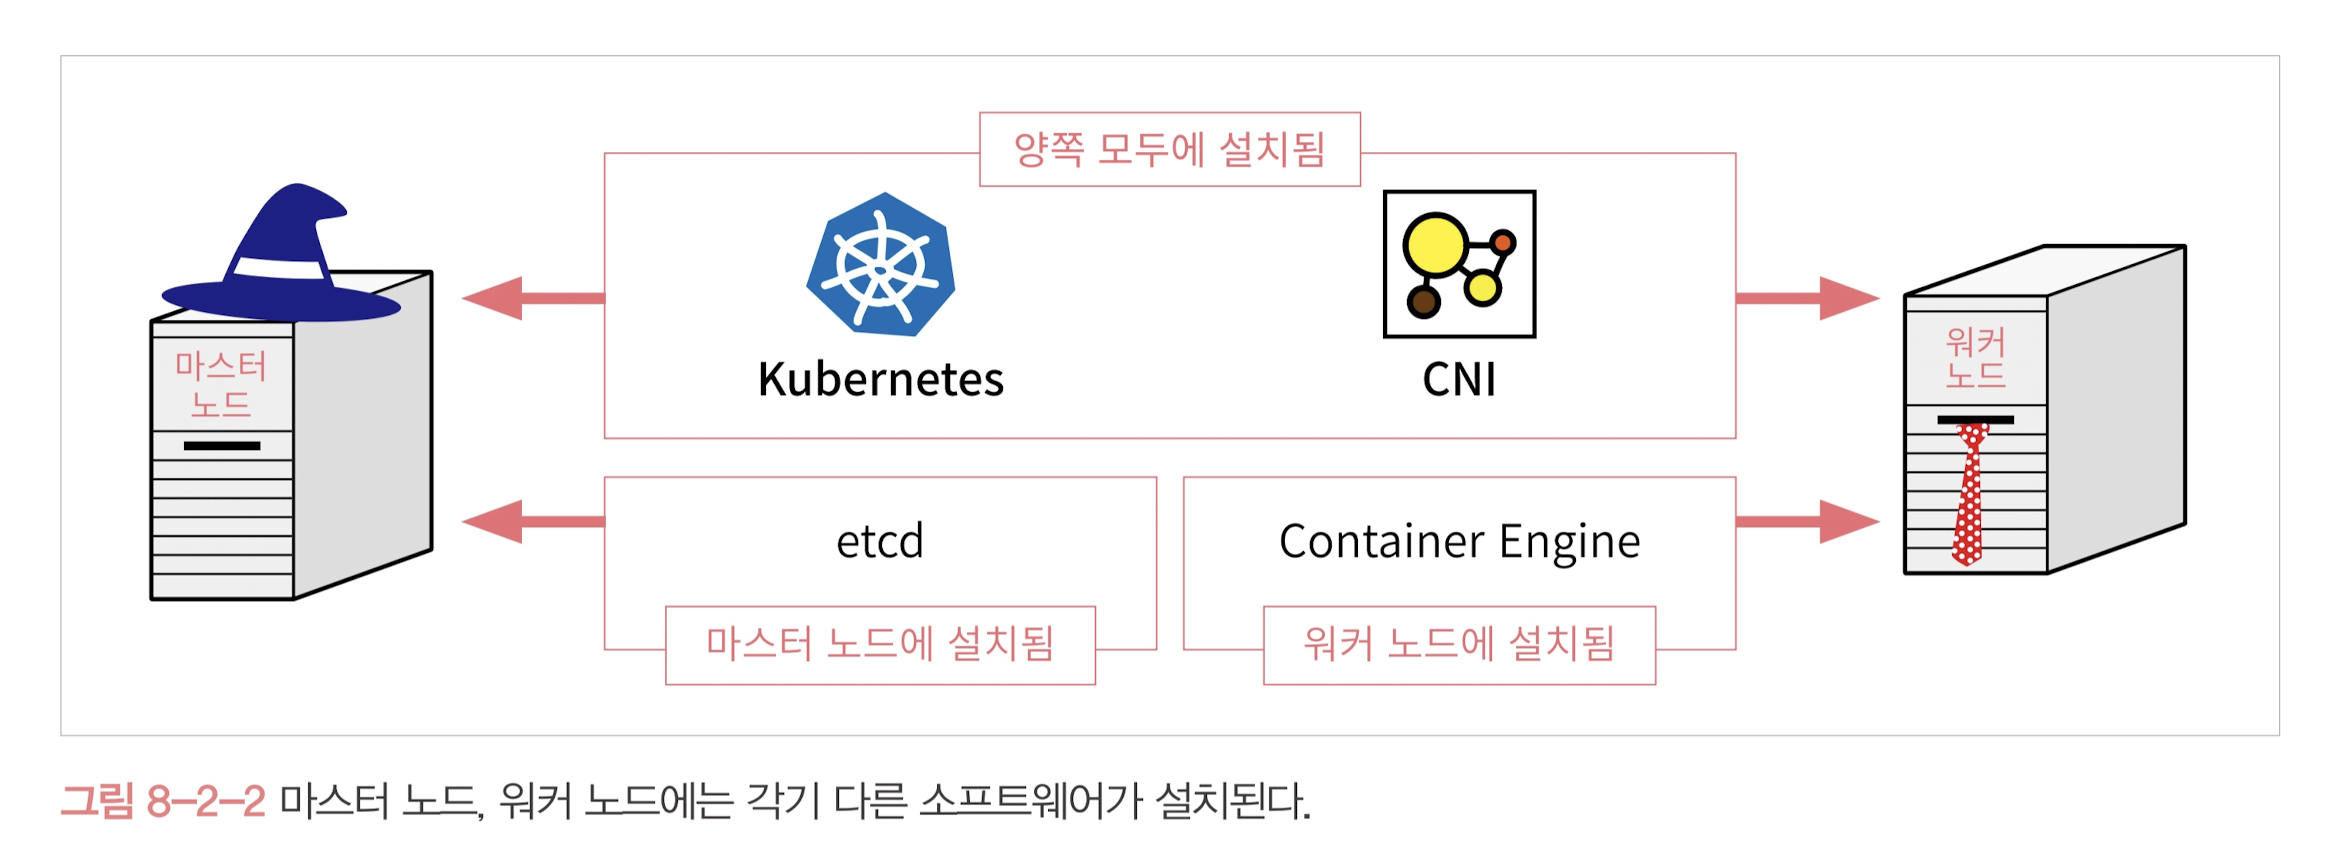 양쪽 모두에 설치됨
마스터
노드
Kubernetes
CNI
워커
노드
etcd
Container Engine
마스터 노드에 설치됨
워커 노드에 설치됨
그림 8-2-2 마스터 노드, 워커 노드에는 각기 다른 소프트웨어가 설치된다.